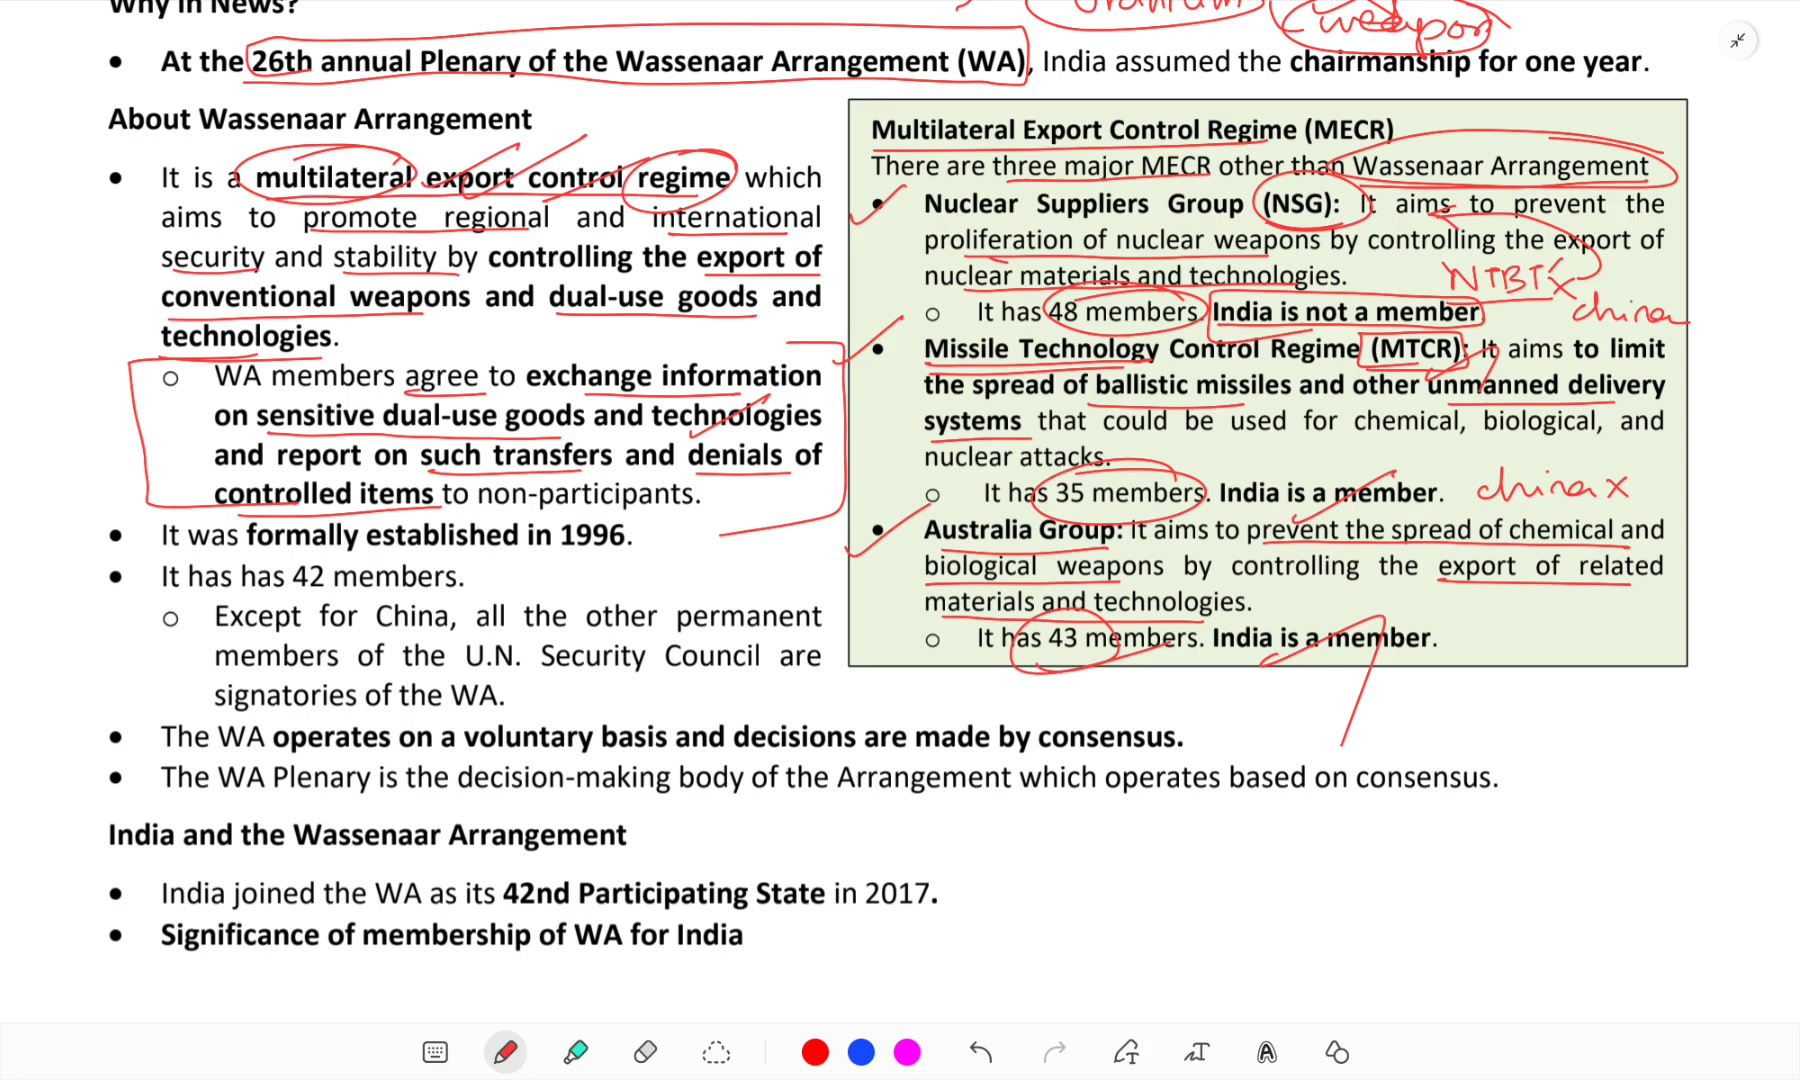 Why in News?
uranium
weapon
• At the 26th annual Plenary of the Wassenaar Arrangement (WA), India assumed the chairmanship for one year.
About Wassenaar Arrangement
• It is a multilateral export control regime which
aims to promote regional and international
security and stability by controlling the export of
conventional weapons and dual-use goods and
technologies.
o WA members agree to exchange information
on sensitive dual-use goods and technologies
and report on such transfers and denials of
controlled items to non-participants.
• It was formally established in 1996.
• It has has 42 members.
o Except for China, all the other permanent
members of the U.N. Security Council are
signatories of the WA.
Multilateral Export Control Regime (MECR)
There are three major MECR other than Wassenaar Arrangement
• Nuclear Suppliers Group (NSG): It aims to prevent the
proliferation of nuclear weapons by controlling the export of
nuclear materials and technologies.
NTBT
o It has 48 members. India is not a member
china
• Missile Technology Control Regime (MTCR): It aims to limit
the spread of ballistic missiles and other unmanned delivery
systems that could be used for chemical, biological, and
nuclear attacks.
o It has 35 members. India is a member.
china x
• Australia Group: It aims to prevent the spread of chemical and
biological weapons by controlling the export of related
materials and technologies.
o It has 43 members. India is a member.
• The WA operates on a voluntary basis and decisions are made by consensus.
• The WA Plenary is the decision-making body of the Arrangement which operates based on consensus.
India and the Wassenaar Arrangement
• India joined the WA as its 42nd Participating State in 2017.
• Significance of membership of WA for India